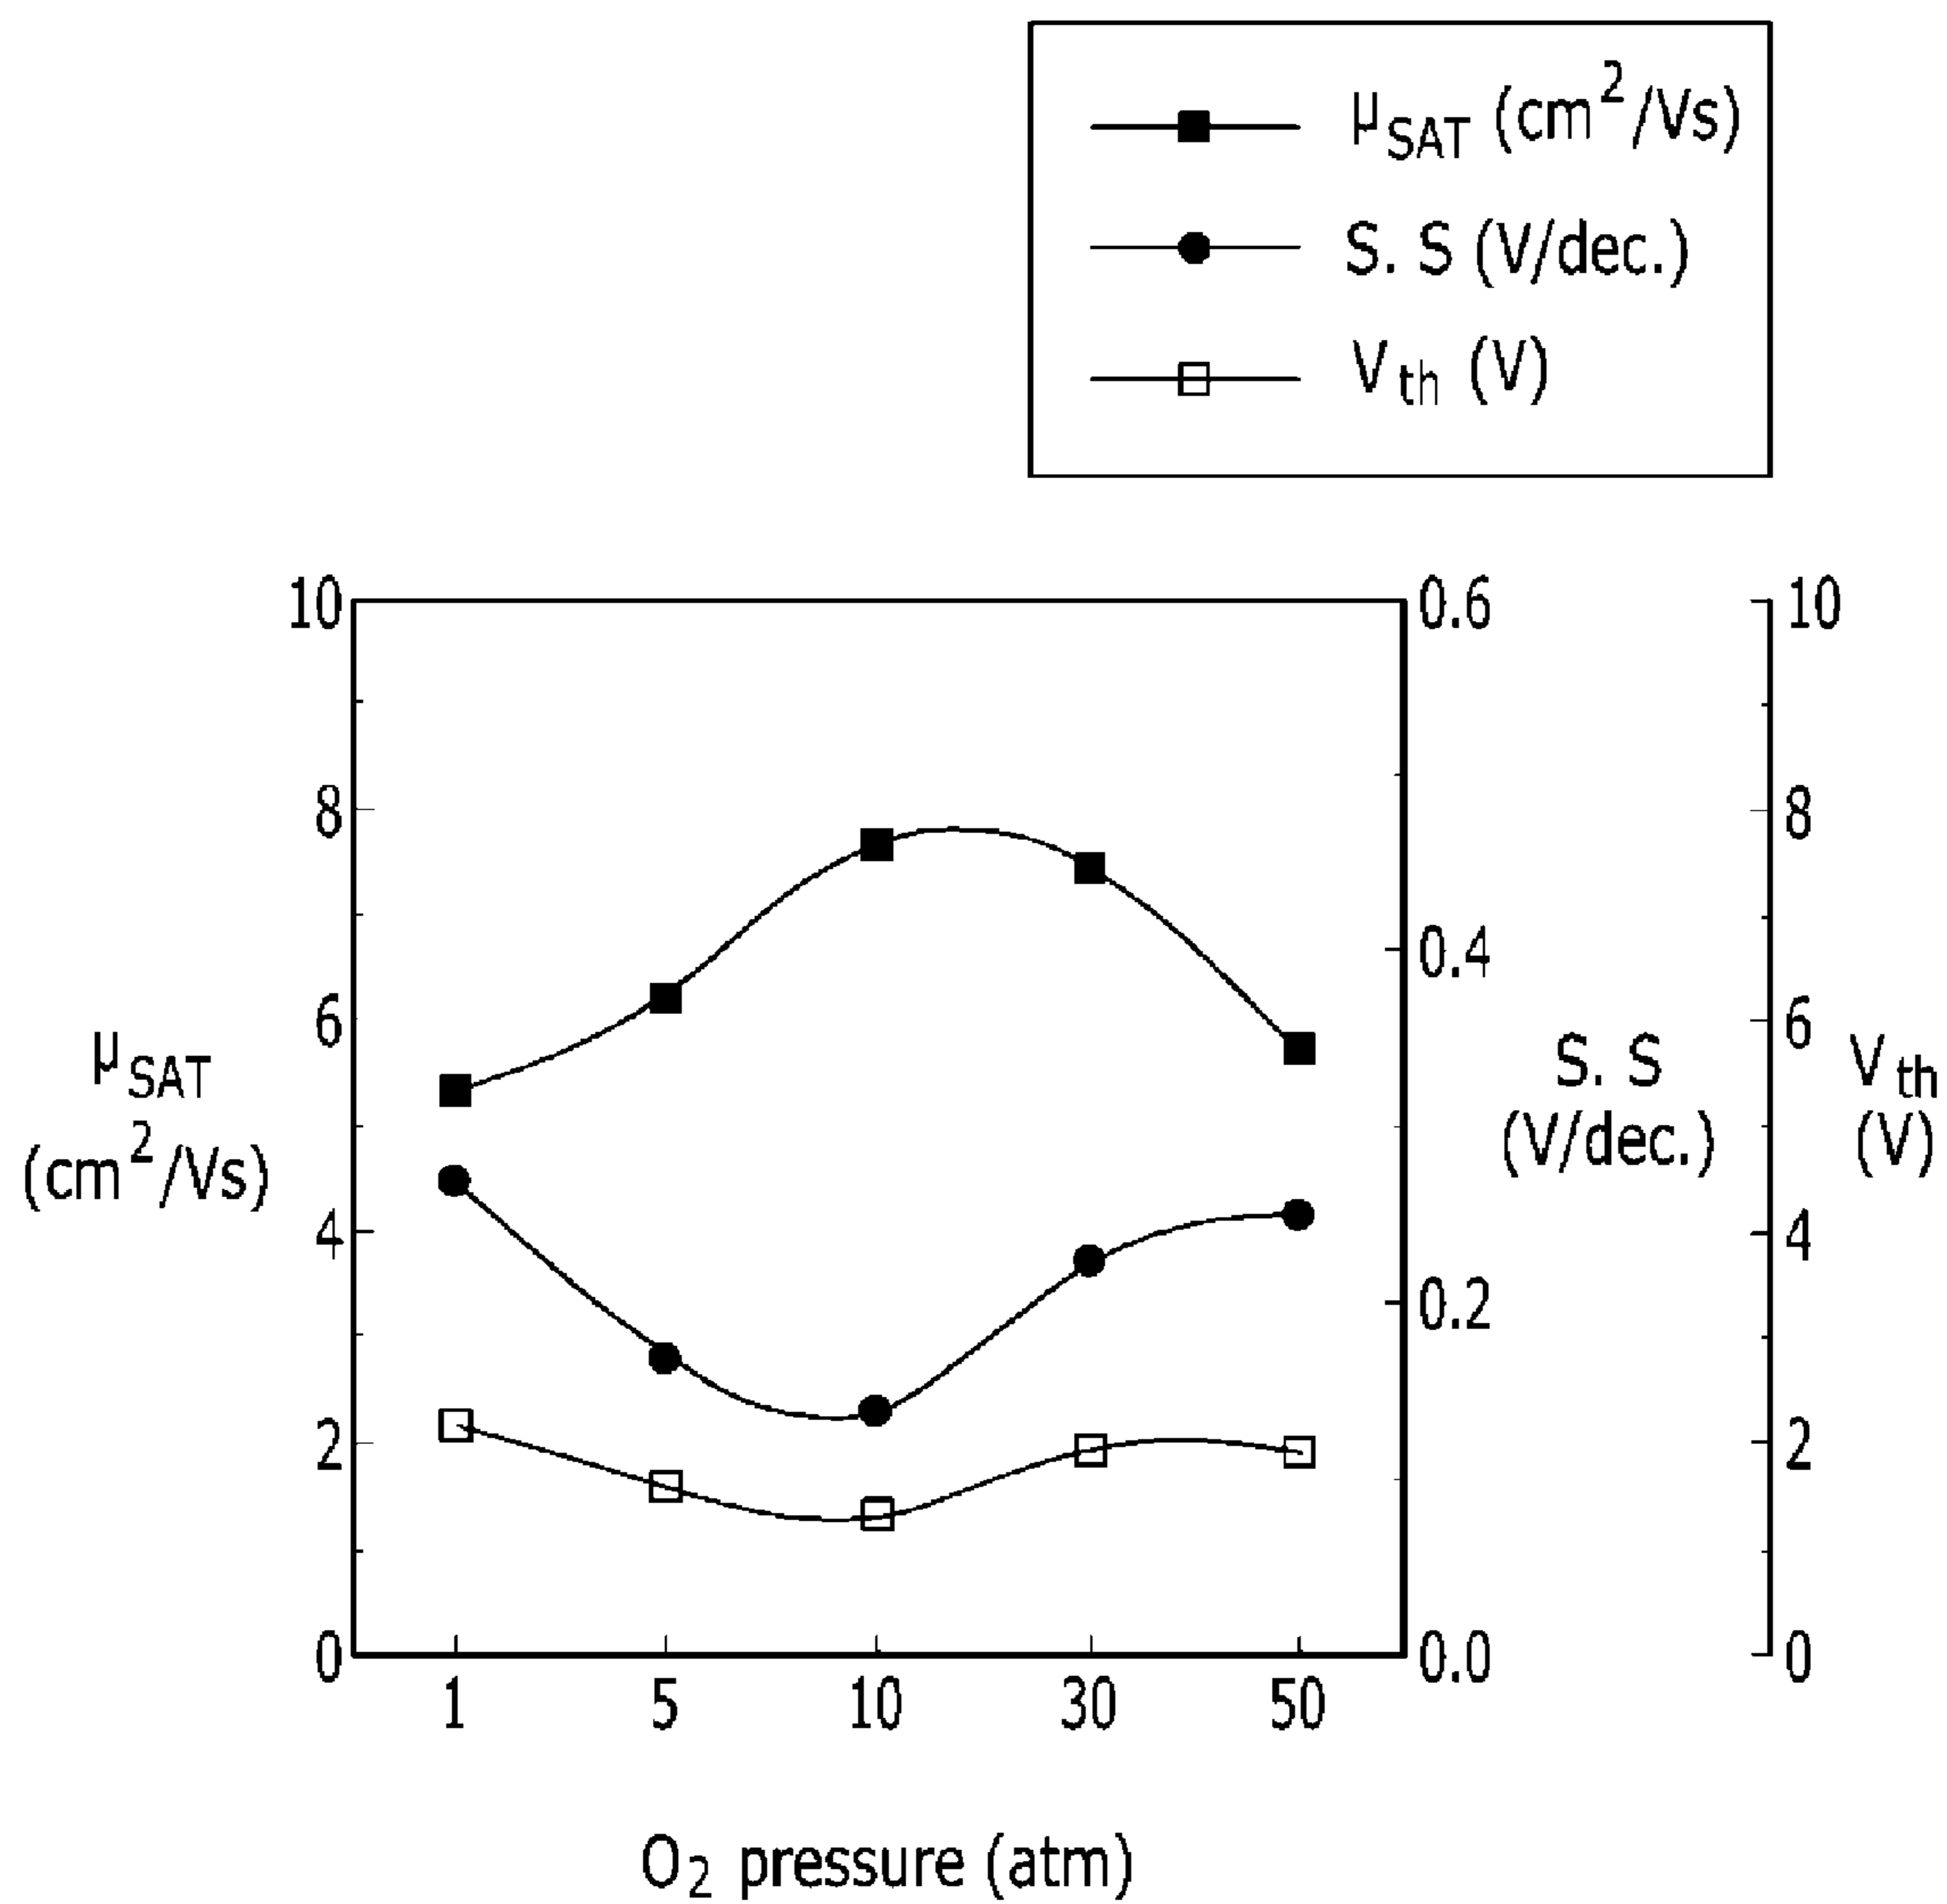 μSAT (cm²/Vs)
S. S (V/dec.)
Vth (V)
10
8
6
4
2
0
μSAT
(cm²/Vs)
0.6
0.4
0.2
0.0
S. S
(V/dec.)
10
8
6
4
2
0
Vth
(V)
1 5 10 30 50
O₂ pressure (atm)